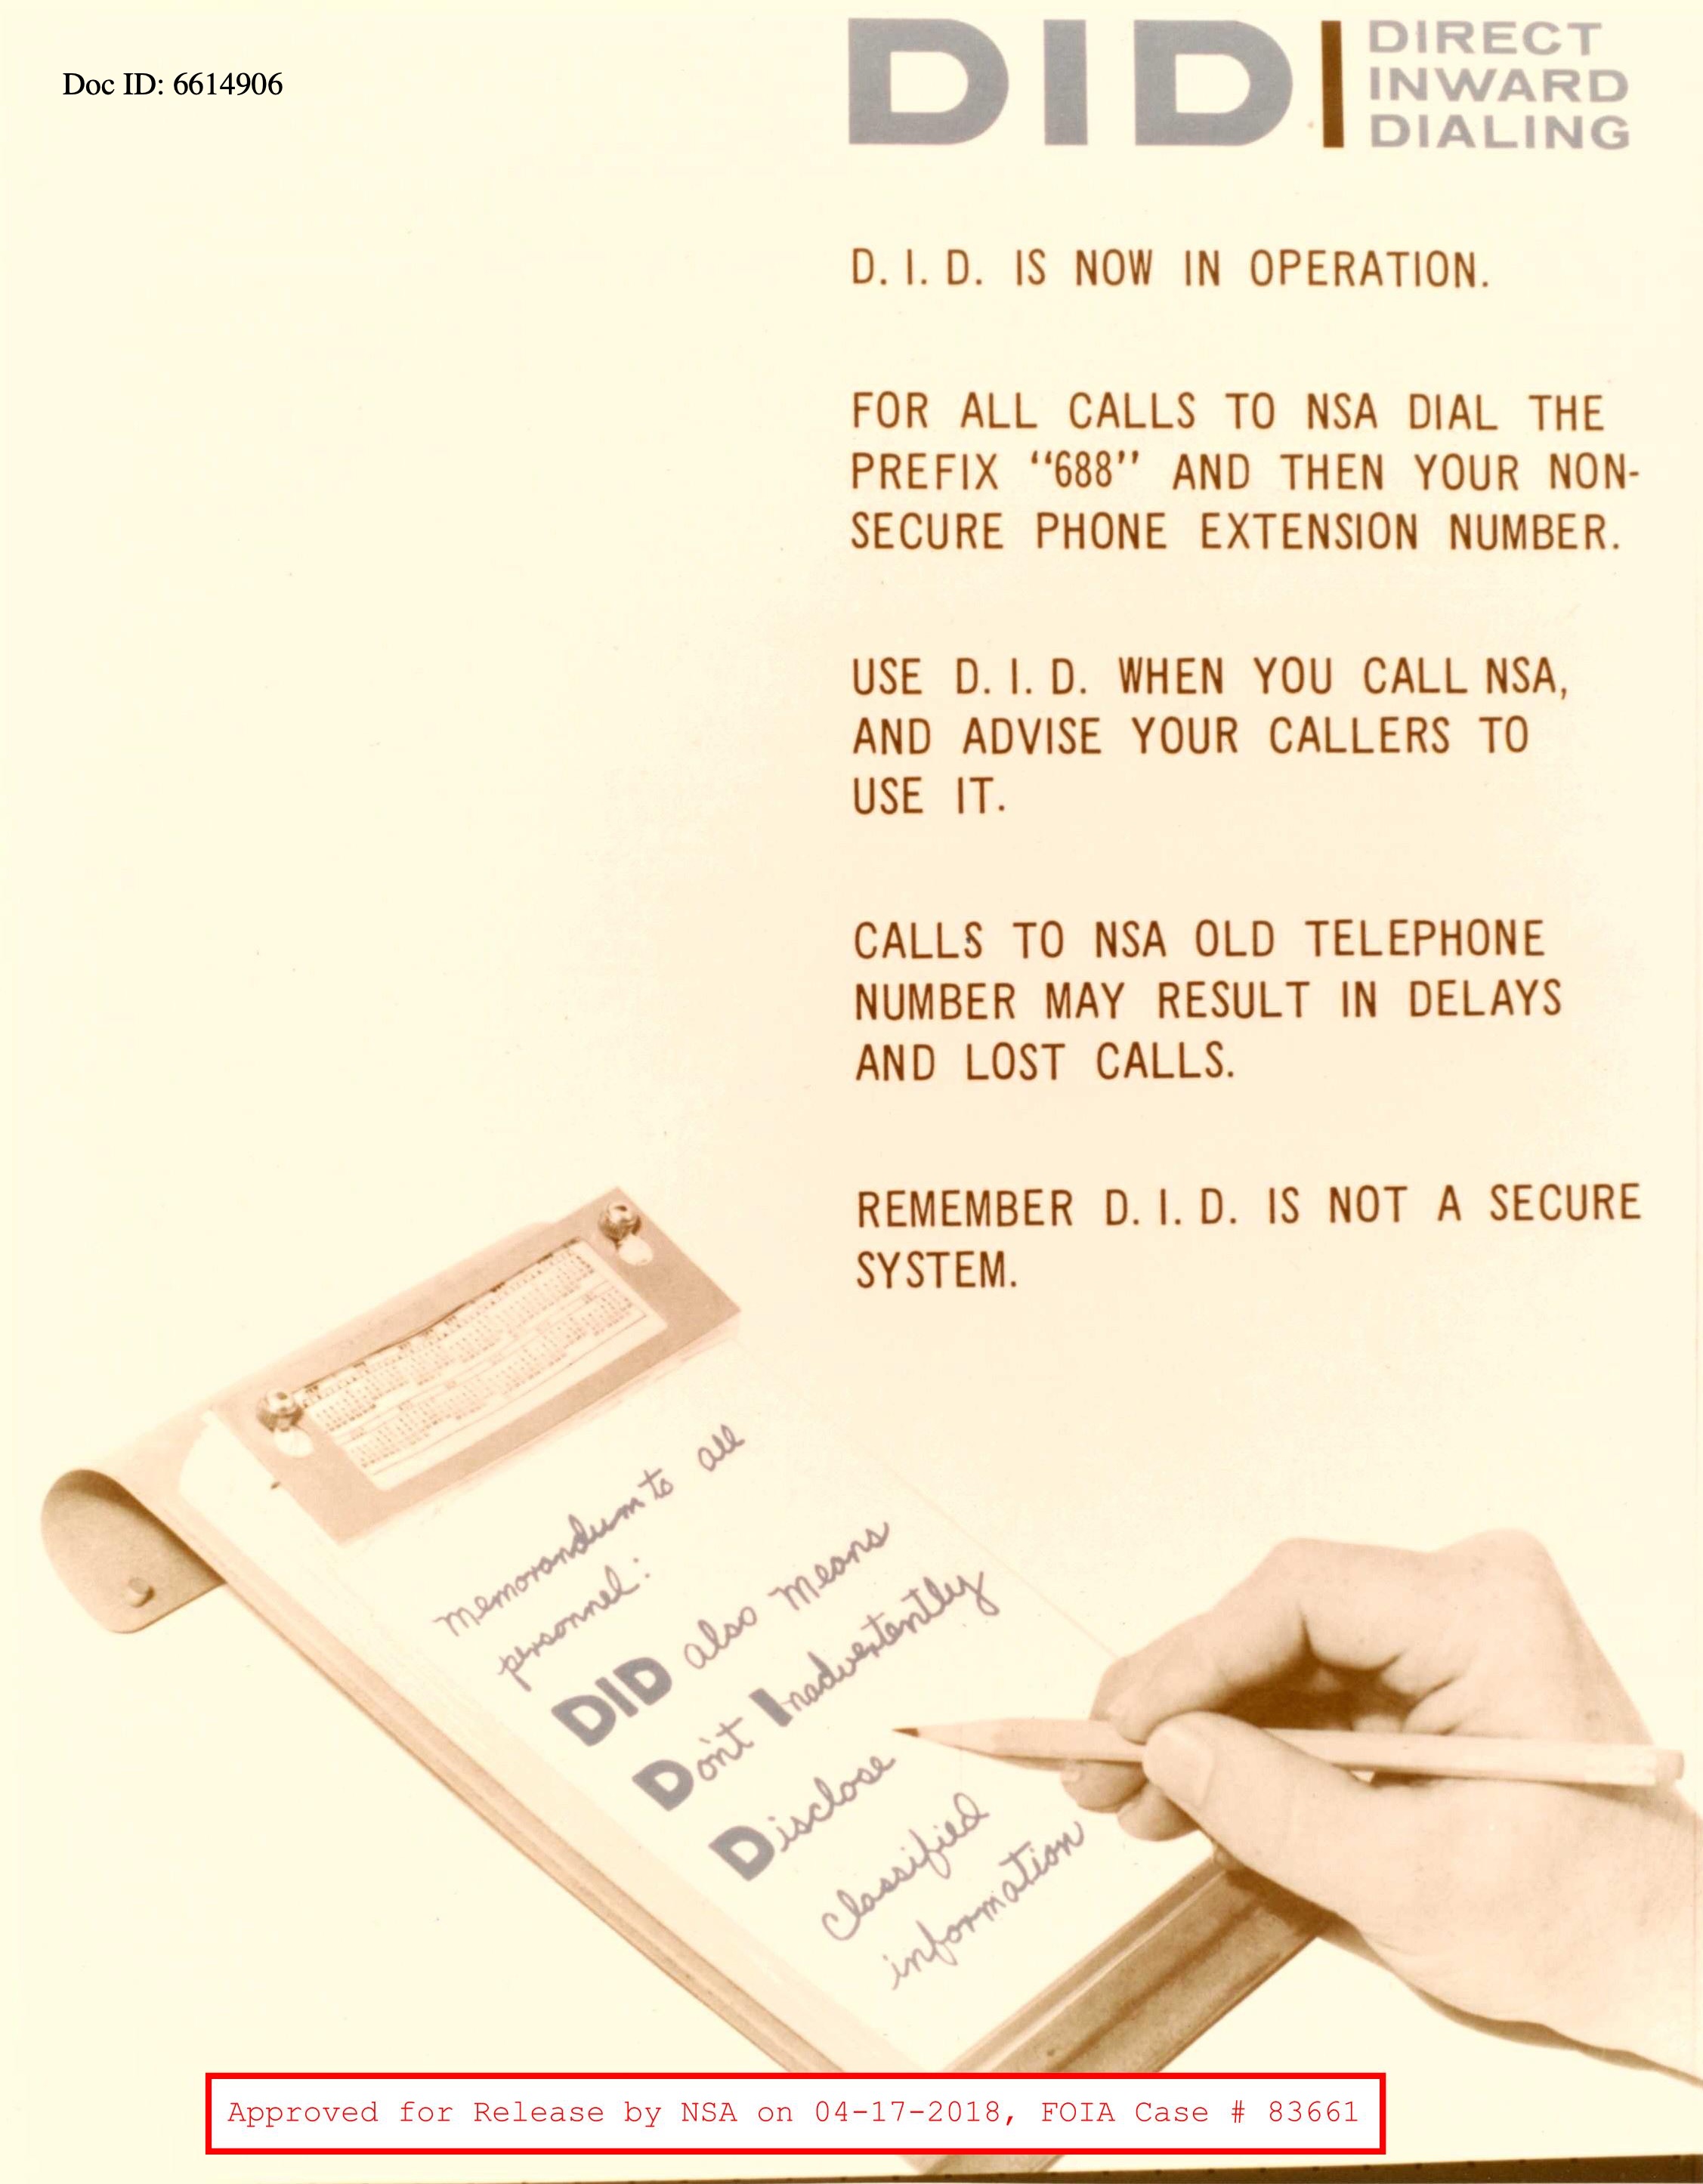 Doc ID: 6614906
DID
DIRECT
INWARD
DIALING
D. I. D. IS NOW IN OPERATION.
FOR ALL CALLS TO NSA DIAL THE
PREFIX “688” AND THEN YOUR NON-
SECURE PHONE EXTENSION NUMBER.
USE D. I. D. WHEN YOU CALL NSA,
AND ADVISE YOUR CALLERS TO
USE IT.
CALLS TO NSA OLD TELEPHONE
NUMBER MAY RESULT IN DELAYS
AND LOST CALLS.
REMEMBER D. I. D. IS NOT A SECURE
SYSTEM.
Memorandum to all
personnel:
DID also means
Don't Inadvertently
Disclose
classified
information
Approved for Release by NSA on 04-17-2018, FOIA Case # 83661